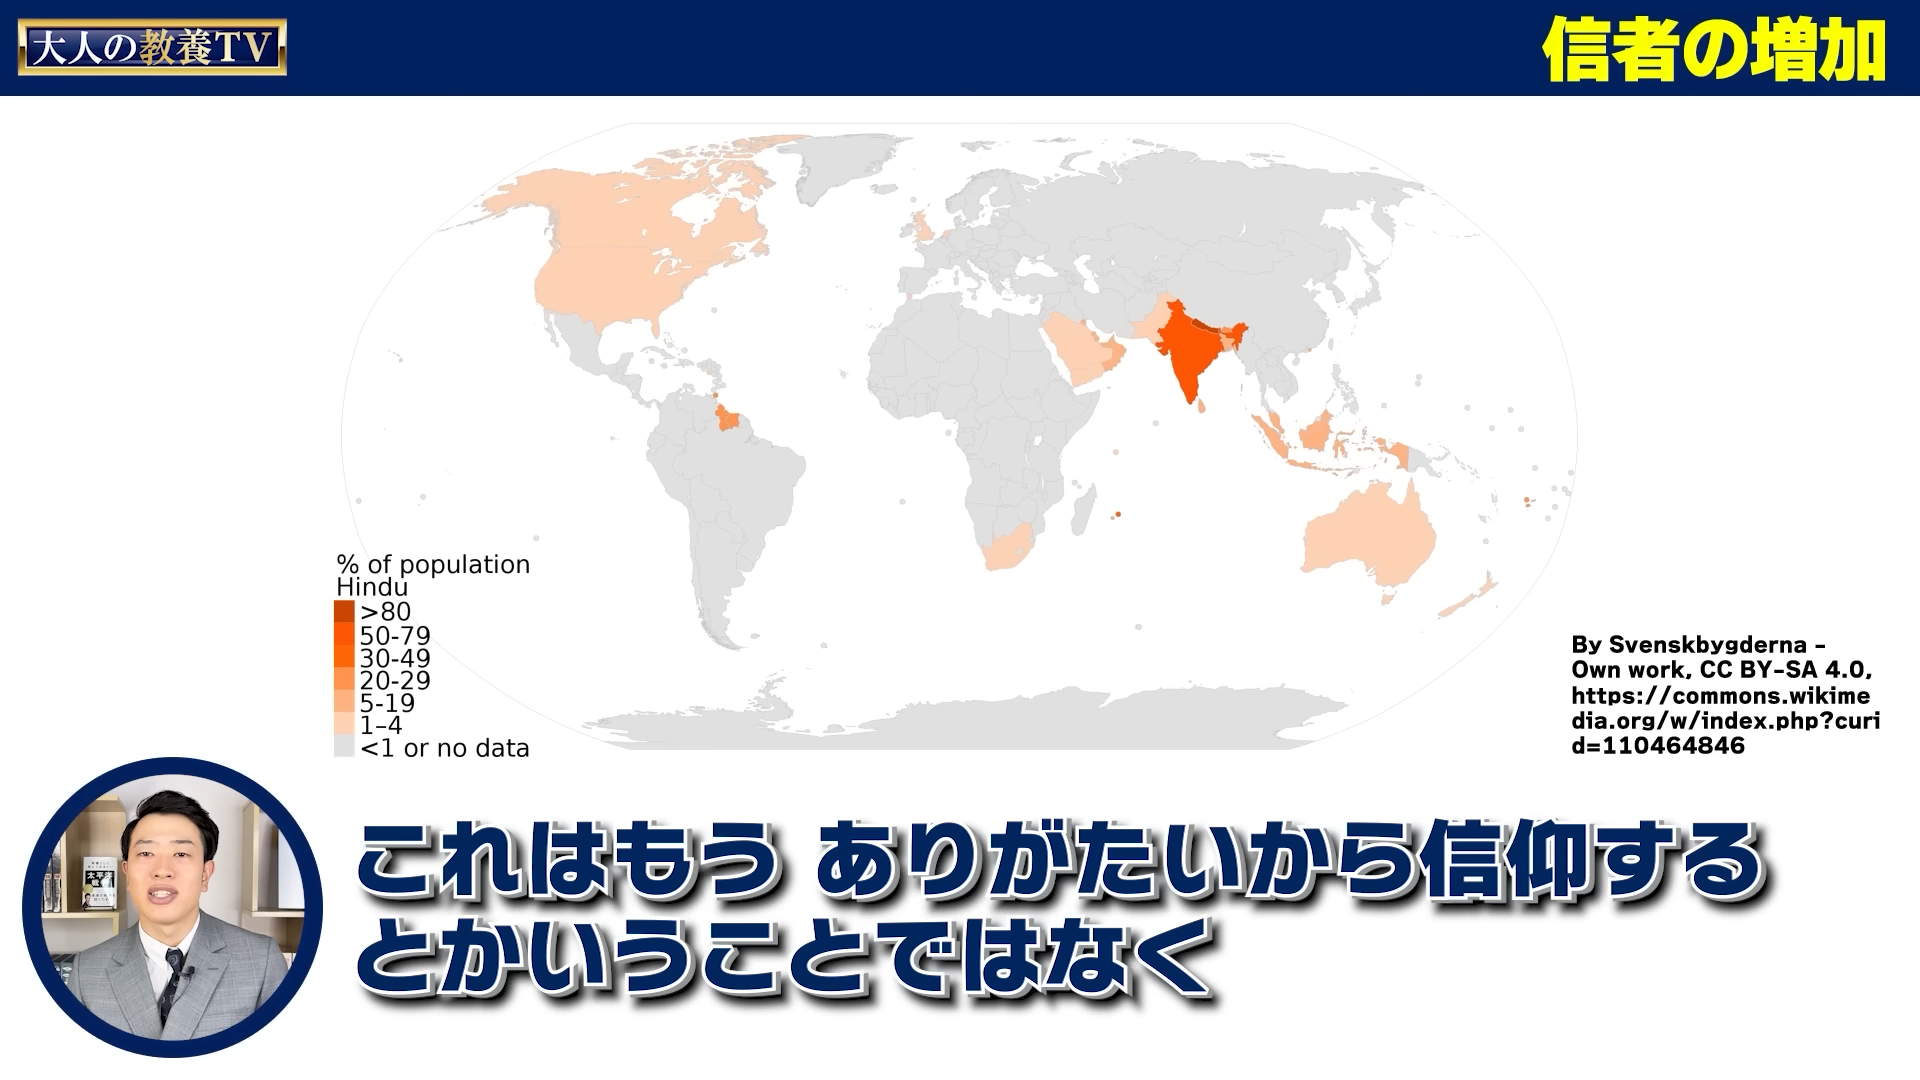 大人の教養TV
信者の増加
% of population
Hindu
>80
50-79
30-49
20-29
5-19
1–4
<1 or no data
By Svenskbygderna -
Own work, CC BY-SA 4.0,
https://commons.wikime
dia.org/w/index.php?curi
d=110464846
これはもう ありがたいから信仰する
とかいうことではなく